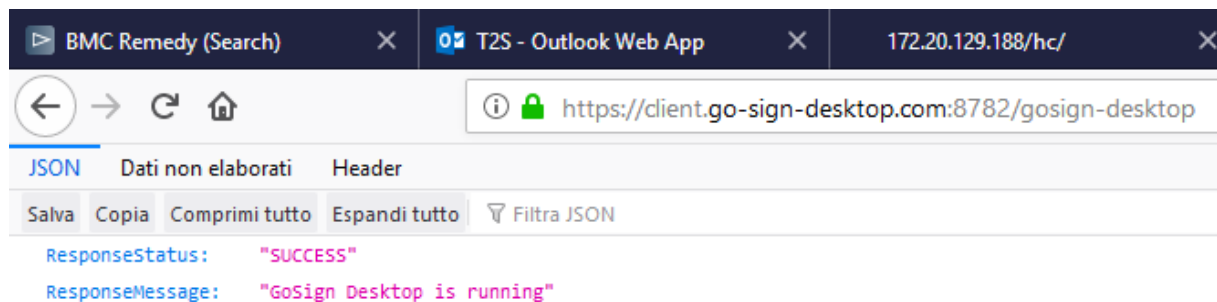 BMC Remedy (Search) T2S - Outlook Web App 172.20.129.188/hc/
https://client.go-sign-desktop.com:8782/gosign-desktop
JSON Dati non elaborati Header
Salva Copia Comprimi tutto Espandi tutto Filtra JSON
ResponseStatus: "SUCCESS"
ResponseMessage: "GoSign Desktop is running"